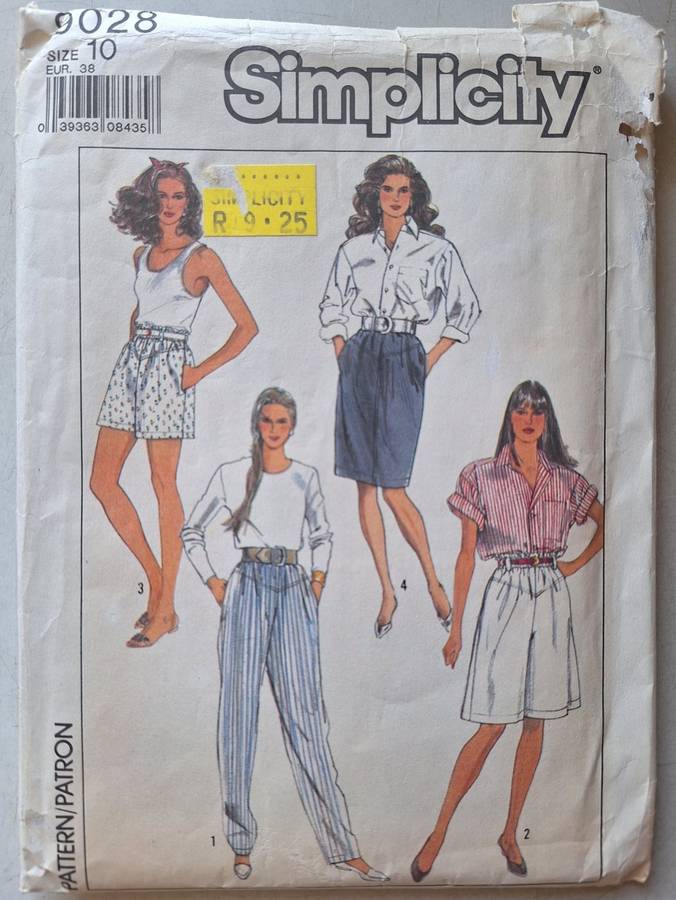 9028
SIZE 10
EUR. 38
0 39363 08435
Simplicity®
SIMPLICITY
R 9·25
3
4
1
2
PATTERN/PATRON